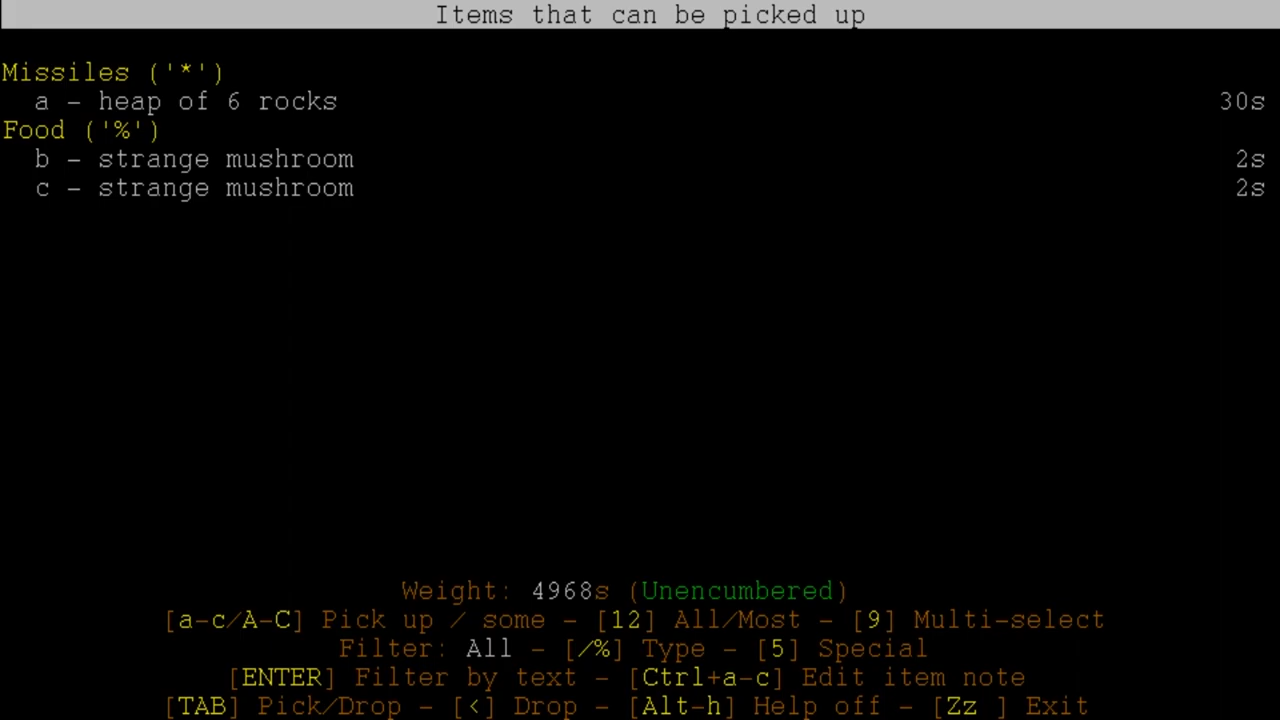 Items that can be picked up
Missiles ('*')
a - heap of 6 rocks 30s
Food ('%')
b - strange mushroom 2s
c - strange mushroom 2s
Weight: 4968s (Unencumbered)
[a-c/A-C] Pick up / some - [12] All/Most - [9] Multi-select
Filter: All - [/%] Type - [5] Special
[ENTER] Filter by text - [Ctrl+a-c] Edit item note
[TAB] Pick/Drop - [<] Drop - [Alt-h] Help off - [Zz ] Exit